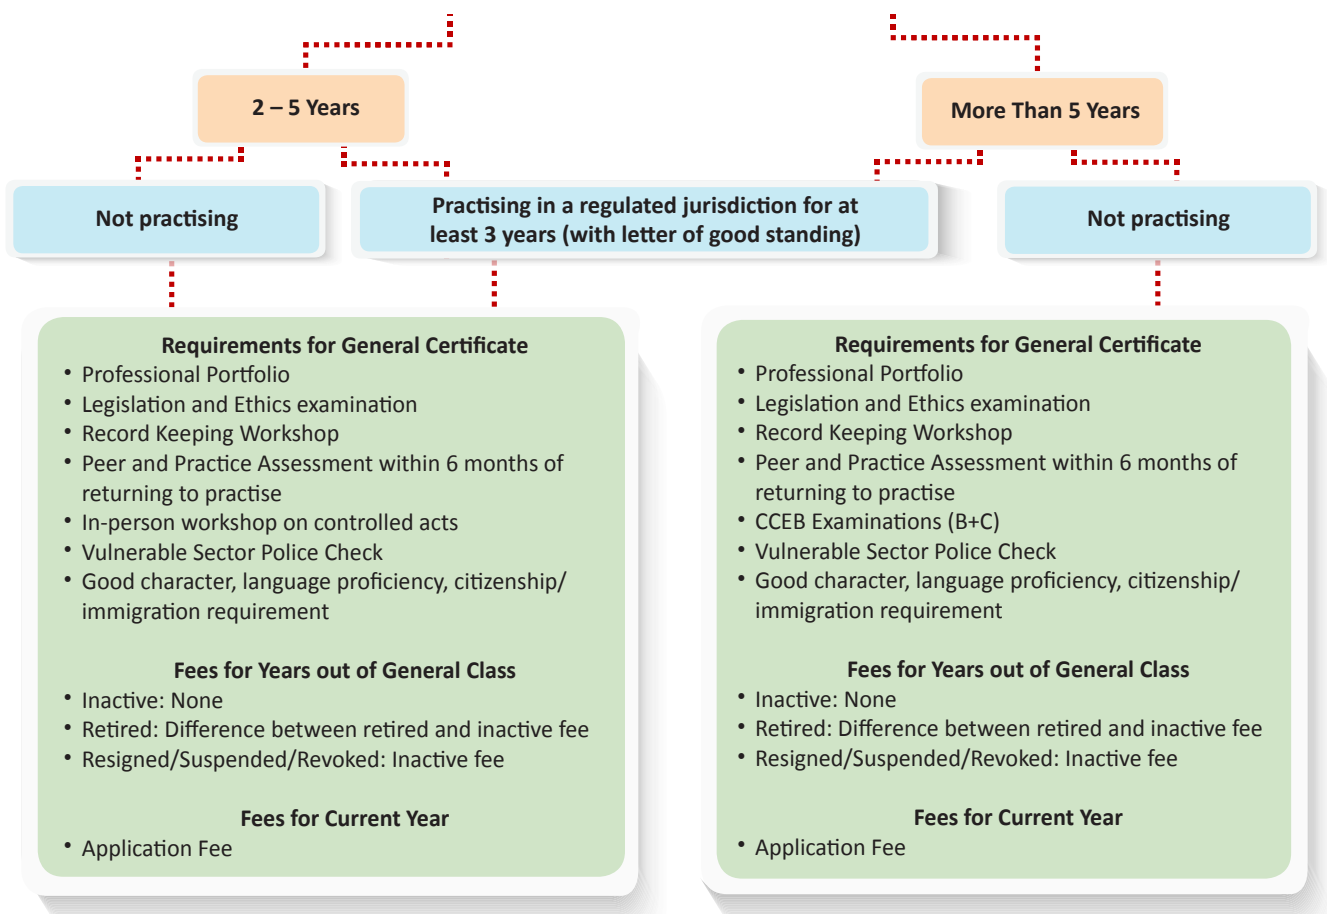 2 – 5 Years
More Than 5 Years
Not practising
Practising in a regulated jurisdiction for at
least 3 years (with letter of good standing)
Not practising
Requirements for General Certificate
• Professional Portfolio
• Legislation and Ethics examination
• Record Keeping Workshop
• Peer and Practice Assessment within 6 months of
returning to practise
• In-person workshop on controlled acts
• Vulnerable Sector Police Check
• Good character, language proficiency, citizenship/
immigration requirement
Fees for Years out of General Class
• Inactive: None
• Retired: Difference between retired and inactive fee
• Resigned/Suspended/Revoked: Inactive fee
Fees for Current Year
• Application Fee
Requirements for General Certificate
• Professional Portfolio
• Legislation and Ethics examination
• Record Keeping Workshop
• Peer and Practice Assessment within 6 months of
returning to practise
• CCEB Examinations (B+C)
• Vulnerable Sector Police Check
• Good character, language proficiency, citizenship/
immigration requirement
Fees for Years out of General Class
• Inactive: None
• Retired: Difference between retired and inactive fee
• Resigned/Suspended/Revoked: Inactive fee
Fees for Current Year
• Application Fee